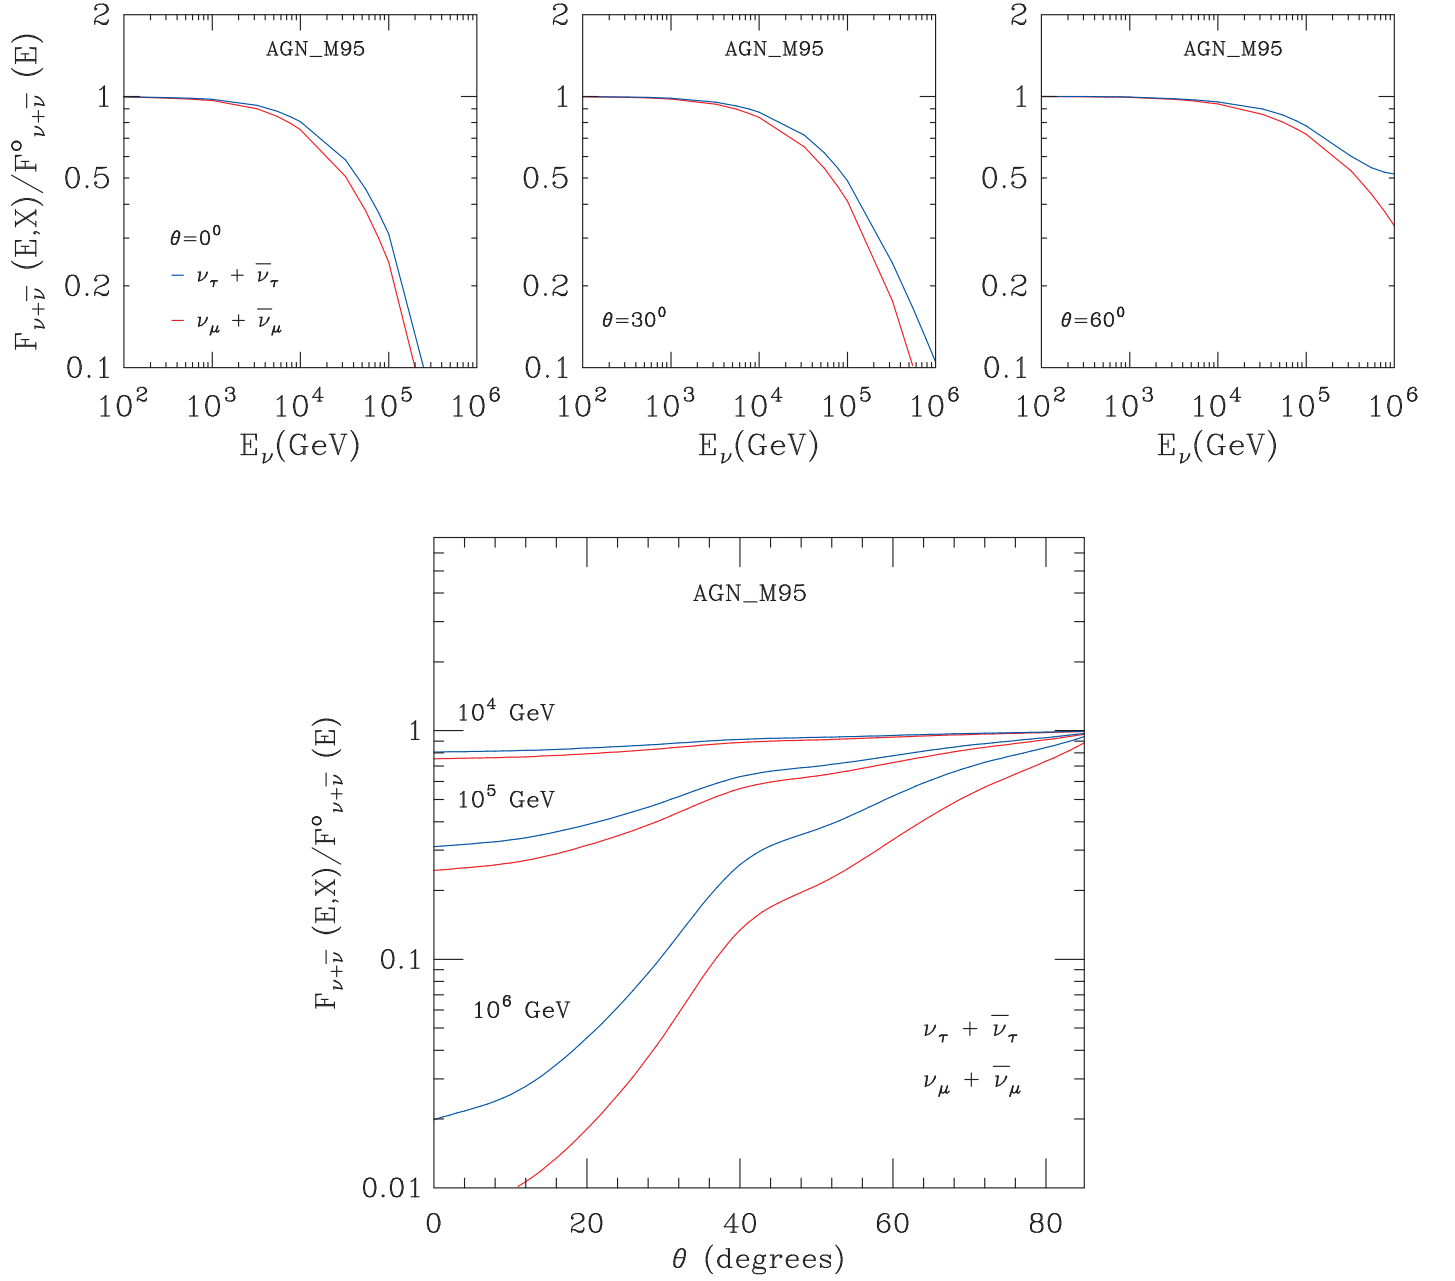 F_{ν+ν̅} (E,X)/F°_{ν+ν̅} (E)
2
1
0.5
0.2
0.1
AGN_M95
θ=0⁰
ν_τ + ν̅_τ
ν_μ + ν̅_μ
10² 10³ 10⁴ 10⁵ 10⁶
E_ν(GeV)
2
1
0.5
0.2
0.1
AGN_M95
θ=30⁰
10² 10³ 10⁴ 10⁵ 10⁶
E_ν(GeV)
2
1
0.5
0.2
0.1
AGN_M95
θ=60⁰
10² 10³ 10⁴ 10⁵ 10⁶
E_ν(GeV)
F_{ν+ν̅} (E,X)/F°_{ν+ν̅} (E)
1
0.1
0.01
AGN_M95
10⁴ GeV
10⁵ GeV
10⁶ GeV
ν_τ + ν̅_τ
ν_μ + ν̅_μ
0 20 40 60 80
θ (degrees)